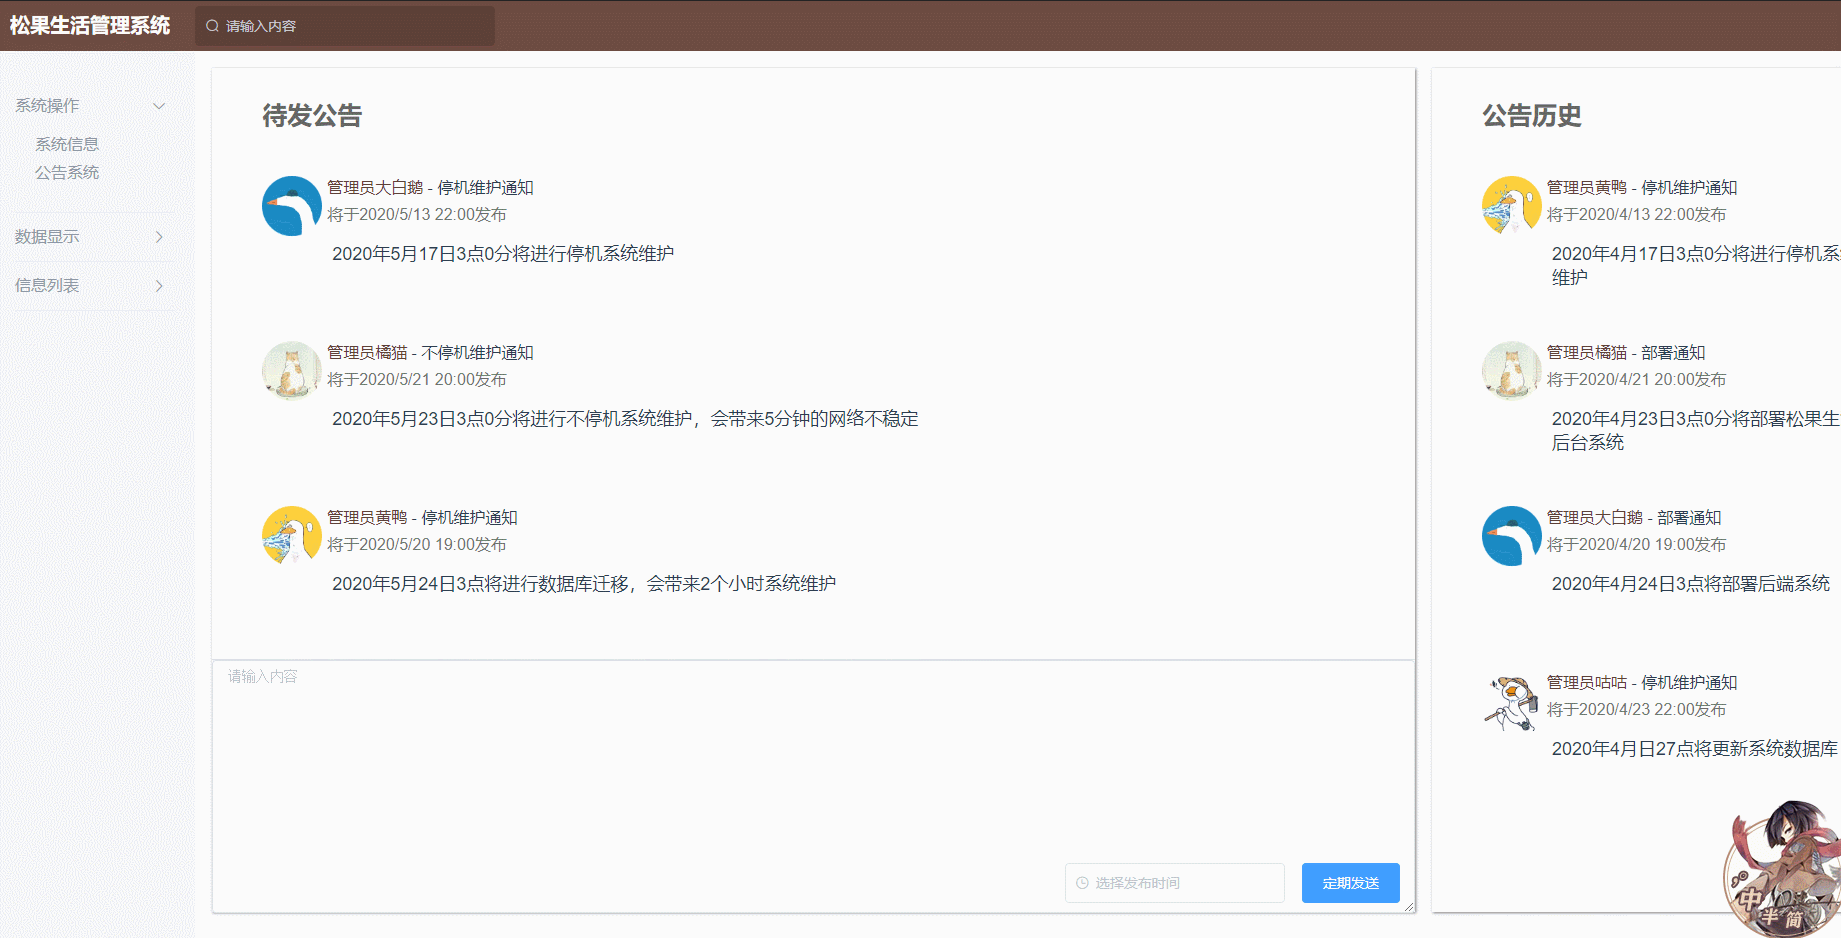 松果生活管理系统
请输入内容
系统操作
系统信息
公告系统
数据显示
信息列表
待发公告
管理员大白鹅 - 停机维护通知
将于2020/5/13 22:00发布
2020年5月17日3点0分将进行停机系统维护
管理员橘猫 - 不停机维护通知
将于2020/5/21 20:00发布
2020年5月23日3点0分将进行不停机系统维护，会带来5分钟的网络不稳定
管理员黄鸭 - 停机维护通知
将于2020/5/20 19:00发布
2020年5月24日3点将进行数据库迁移，会带来2个小时系统维护
请输入内容
选择发布时间
定期发送
公告历史
管理员黄鸭 - 停机维护通知
将于2020/4/13 22:00发布
2020年4月17日3点0分将进行停机系统
维护
管理员橘猫 - 部署通知
将于2020/4/21 20:00发布
2020年4月23日3点0分将部署松果生
后台系统
管理员大白鹅 - 部署通知
将于2020/4/20 19:00发布
2020年4月24日3点将部署后端系统
管理员咕咕 - 停机维护通知
将于2020/4/23 22:00发布
2020年4月日27点将更新系统数据库
中
半
简